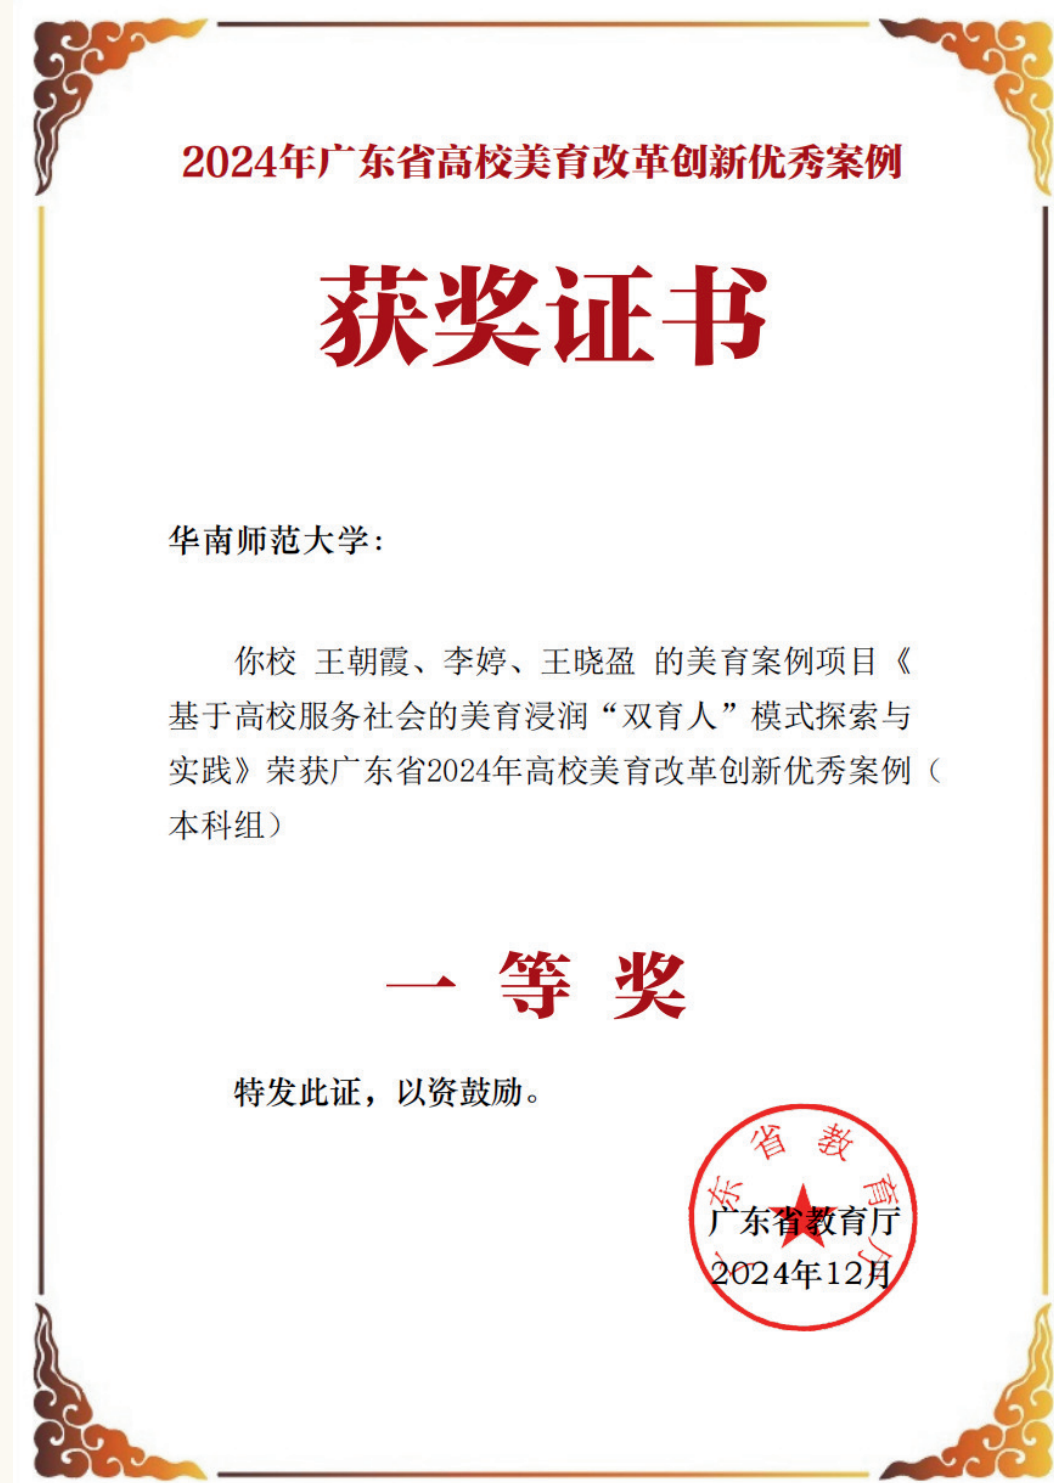 2024年广东省高校美育改革创新优秀案例
获奖证书
华南师范大学：
你校 王朝霞、李婷、王晓盈 的美育案例项目《
基于高校服务社会的美育浸润“双育人”模式探索与
实践》荣获广东省2024年高校美育改革创新优秀案例（
本科组）
一等奖
特发此证，以资鼓励。
广东省教育厅
广东省教育厅
2024年12月